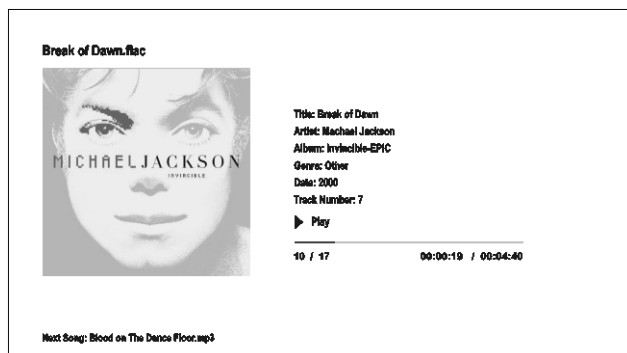 Break of Dawn.flac
MICHAELJACKSON
INVINCIBLE
Title: Break of Dawn
Artist: Machael Jackson
Album: Invincible-EPIC
Genre: Other
Date: 2000
Track Number: 7
Play
10 / 17 00:00:19 / 00:04:40
Next Song: Blood on The Dance Floor.mp3